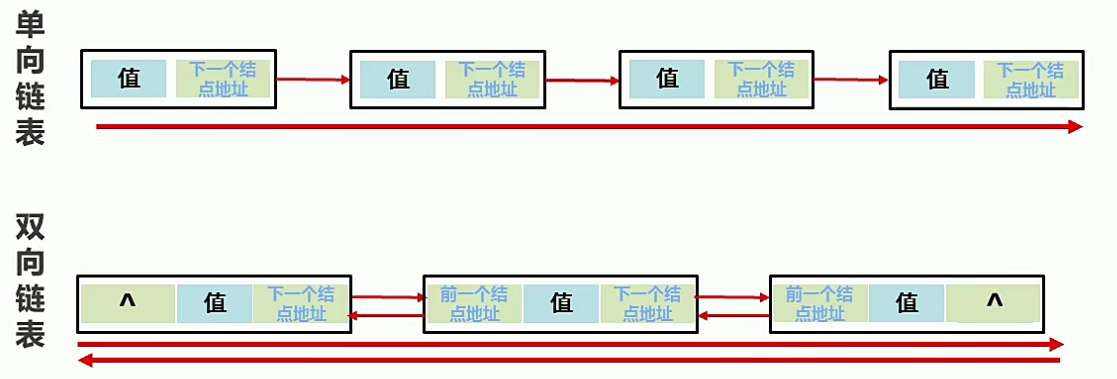 单向链表
值 下一个结 值 下一个结 值 下一个结 值 下一个结
点地址 点地址 点地址 点地址
双向链表
^ 值 下一个结 前一个结 值 下一个结 前一个结 值 ^
点地址 点地址 点地址 点地址